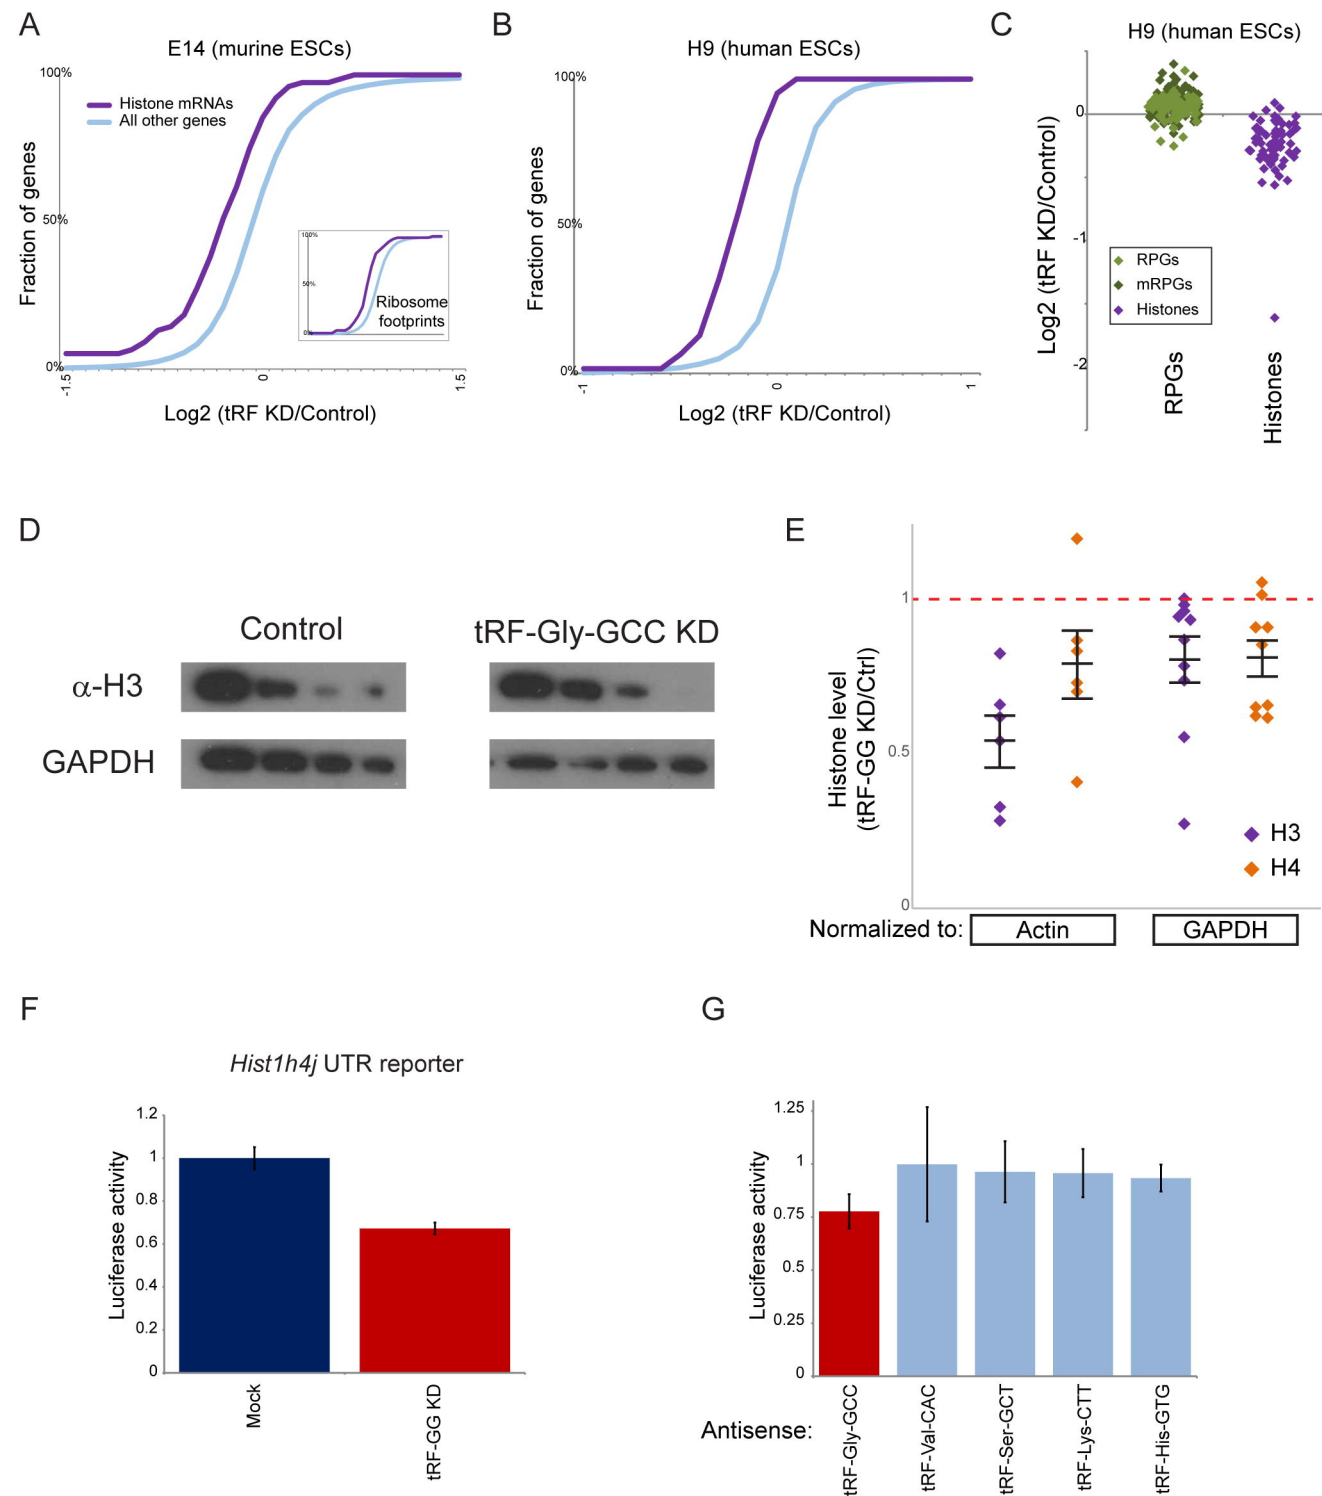 A
E14 (murine ESCs)
100%
Histone mRNAs
All other genes
Fraction of genes
50%
0%
-1.5
0
1.5
Log2 (tRF KD/Control)
100%
50%
0%
Ribosome
footprints
B
H9 (human ESCs)
100%
Fraction of genes
50%
0%
-1
0
1
Log2 (tRF KD/Control)
C
H9 (human ESCs)
0
-1
-2
Log2 (tRF KD/Control)
RPGs
mRPGs
Histones
RPGs
Histones
D
Control
tRF-Gly-GCC KD
α-H3
GAPDH
E
1
0.5
0
Histone level
(tRF-GG KD/Ctrl)
H3
H4
Normalized to:
Actin
GAPDH
F
Hist1h4j UTR reporter
1.2
1
0.8
0.6
0.4
0.2
0
Luciferase activity
Mock
tRF-GG KD
G
1.25
1
0.75
0.5
0.25
0
Luciferase activity
Antisense:
tRF-Gly-GCC
tRF-Val-CAC
tRF-Ser-GCT
tRF-Lys-CTT
tRF-His-GTG